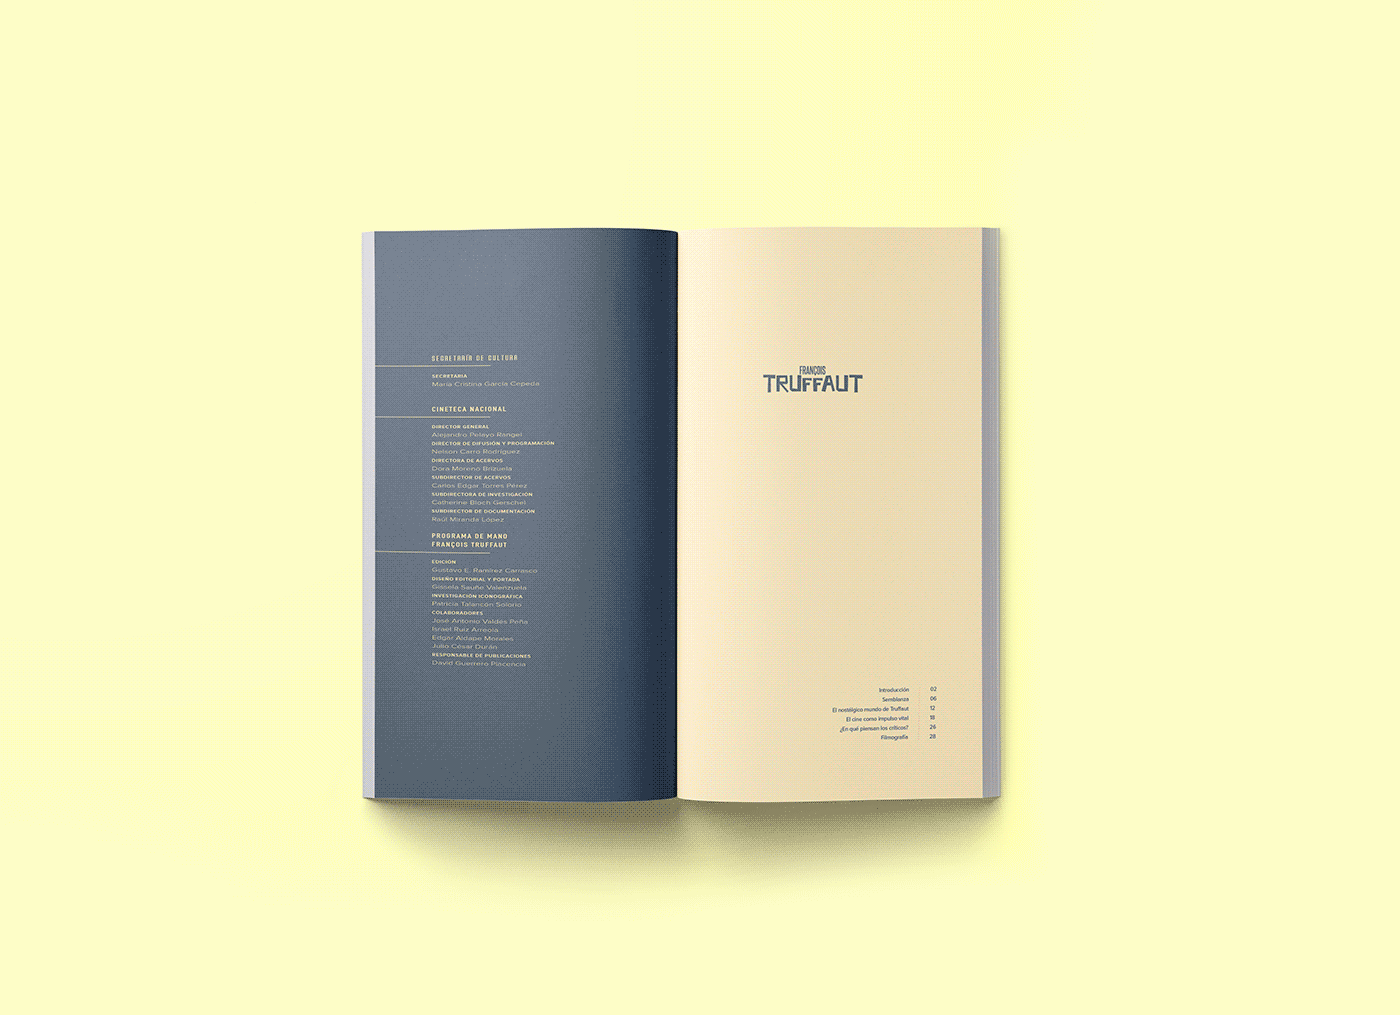 SECRETARÍA DE CULTURA
SECRETARIA
María Cristina García Cepeda
CINETECA NACIONAL
DIRECTOR GENERAL
Alejandro Pelayo Rangel
DIRECTOR DE DIFUSIÓN Y PROGRAMACIÓN
Nelson Carro Rodríguez
DIRECTORA DE ACERVOS
Dora Moreno Brizuela
SUBDIRECTOR DE ACERVOS
Carlos Edgar Torres Pérez
SUBDIRECTORA DE INVESTIGACIÓN
Catherine Bloch Gerschel
SUBDIRECTOR DE DOCUMENTACIÓN
Raúl Miranda López
PROGRAMA DE MANO
FRANÇOIS TRUFFAUT
EDICIÓN
Gustavo E. Ramírez Carrasco
DISEÑO EDITORIAL Y PORTADA
Gissela Sauñe Valenzuela
INVESTIGACIÓN ICONOGRÁFICA
Patricia Talancón Solorio
COLABORADORES
José Antonio Valdés Peña
Israel Ruiz Arreola
Edgar Aldape Morales
Julio César Durán
RESPONSABLE DE PUBLICACIONES
David Guerrero Placencia
FRANÇOIS
TRUFFAUT
Introducción 02
Semblanza 06
El nostálgico mundo de Truffaut 12
El cine como impulso vital 18
¿En qué piensan los críticos? 26
Filmografía 28